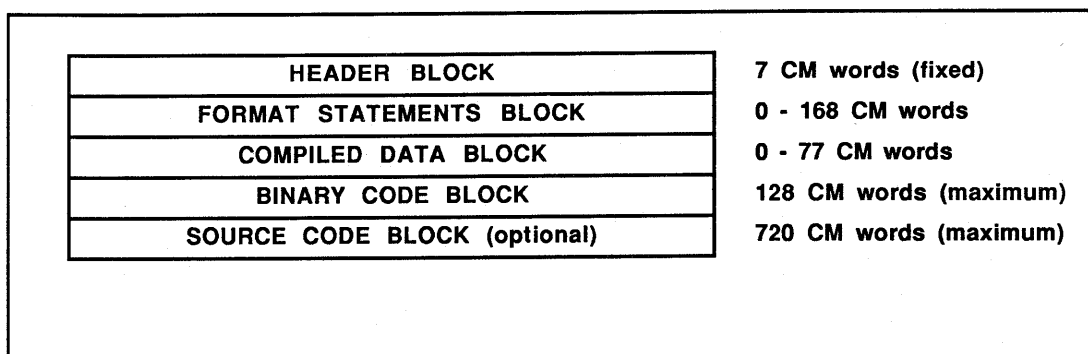 HEADER BLOCK 7 CM words (fixed)
FORMAT STATEMENTS BLOCK 0 - 168 CM words
COMPILED DATA BLOCK 0 - 77 CM words
BINARY CODE BLOCK 128 CM words (maximum)
SOURCE CODE BLOCK (optional) 720 CM words (maximum)